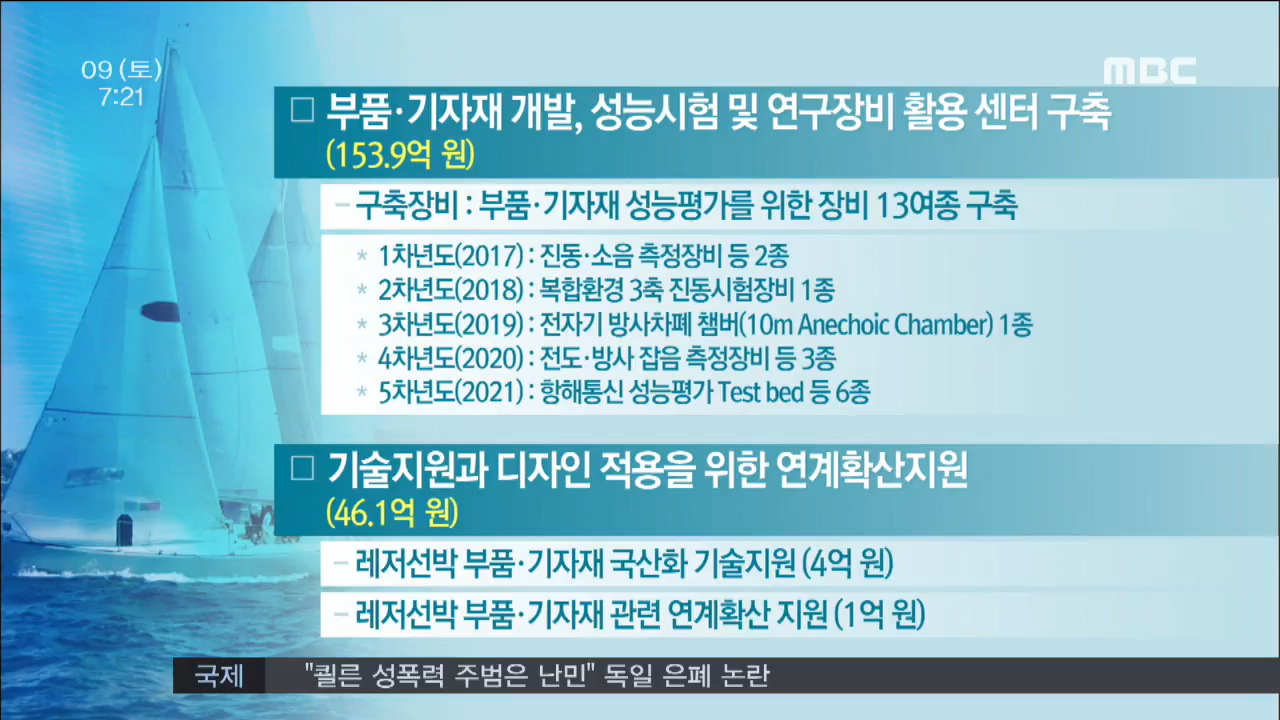 09 (토)
7:21
MBC
□ 부품·기자재 개발, 성능시험 및 연구장비 활용 센터 구축
(153.9억 원)
- 구축장비 : 부품·기자재 성능평가를 위한 장비 13여종 구축
* 1차년도(2017) : 진동·소음 측정장비 등 2종
* 2차년도(2018) : 복합환경 3축 진동시험장비 1종
* 3차년도(2019) : 전자기 방사차폐 챔버(10m Anechoic Chamber) 1종
* 4차년도(2020) : 전도·방사 잡음 측정장비 등 3종
* 5차년도(2021) : 항해통신 성능평가 Test bed 등 6종
□ 기술지원과 디자인 적용을 위한 연계확산지원
(46.1억 원)
- 레저선박 부품·기자재 국산화 기술지원 (4억 원)
- 레저선박 부품·기자재 관련 연계확산 지원 (1억 원)
국제 "쾰른 성폭력 주범은 난민" 독일 은폐 논란